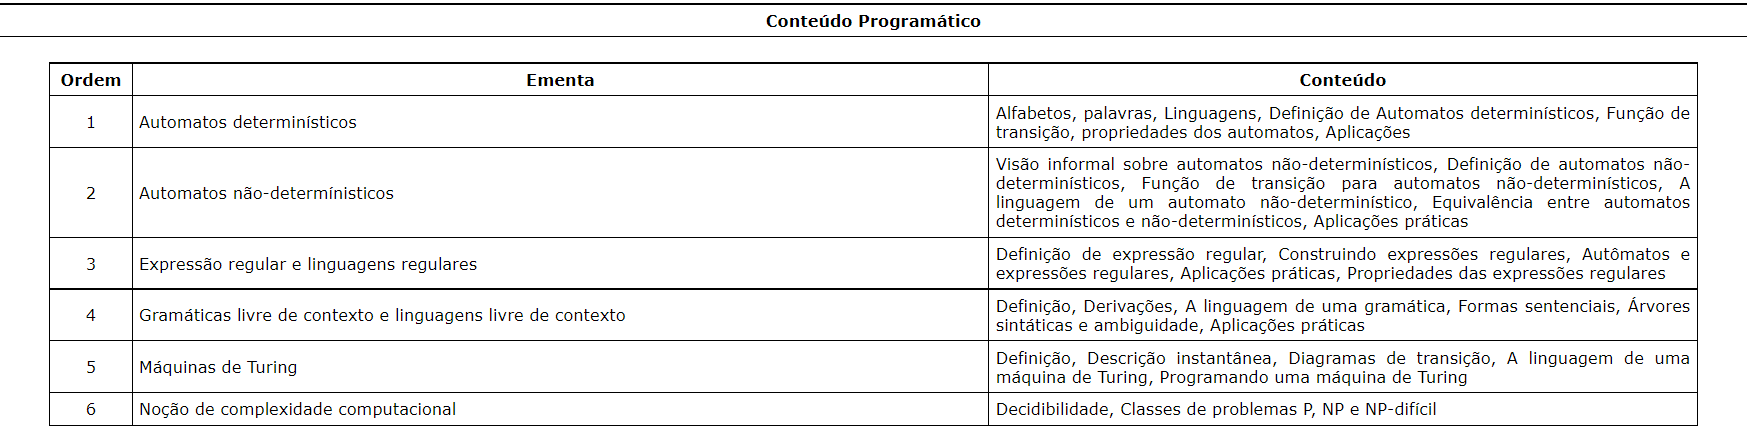 Conteúdo Programático
Ordem Ementa Conteúdo
1 Automatos determinísticos
Alfabetos, palavras, Linguagens, Definição de Automatos determinísticos, Função de
transição, propriedades dos automatos, Aplicações
2 Automatos não-determínisticos
Visão informal sobre automatos não-determinísticos, Definição de automatos não-
determinísticos, Função de transição para automatos não-determinísticos, A
linguagem de um automato não-determinístico, Equivalência entre automatos
determinísticos e não-determinísticos, Aplicações práticas
3 Expressão regular e linguagens regulares
Definição de expressão regular, Construindo expressões regulares, Autômatos e
expressões regulares, Aplicações práticas, Propriedades das expressões regulares
4 Gramáticas livre de contexto e linguagens livre de contexto
Definição, Derivações, A linguagem de uma gramática, Formas sentenciais, Árvores
sintáticas e ambiguidade, Aplicações práticas
5 Máquinas de Turing
Definição, Descrição instantânea, Diagramas de transição, A linguagem de uma
máquina de Turing, Programando uma máquina de Turing
6 Noção de complexidade computacional
Decidibilidade, Classes de problemas P, NP e NP-difícil